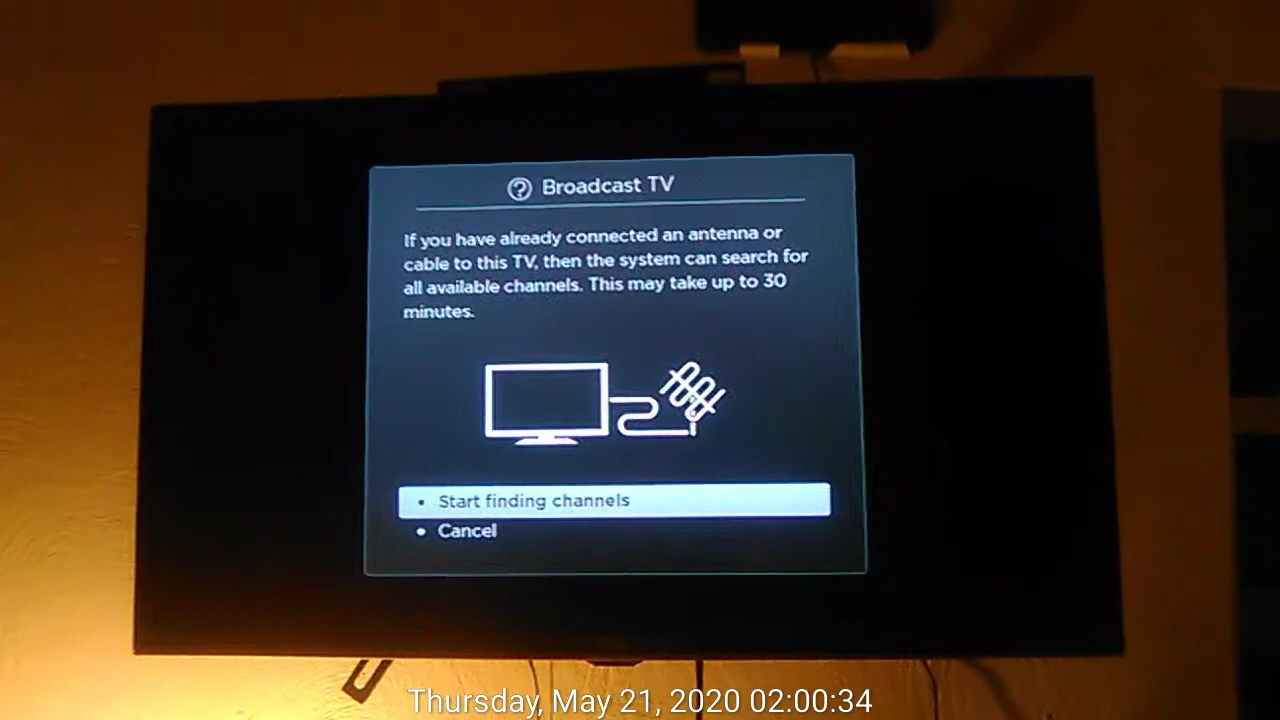 Broadcast TV
If you have already connected an antenna or
cable to this TV, then the system can search for
all available channels. This may take up to 30
minutes.
• Start finding channels
• Cancel
Thursday, May 21, 2020 02:00:34